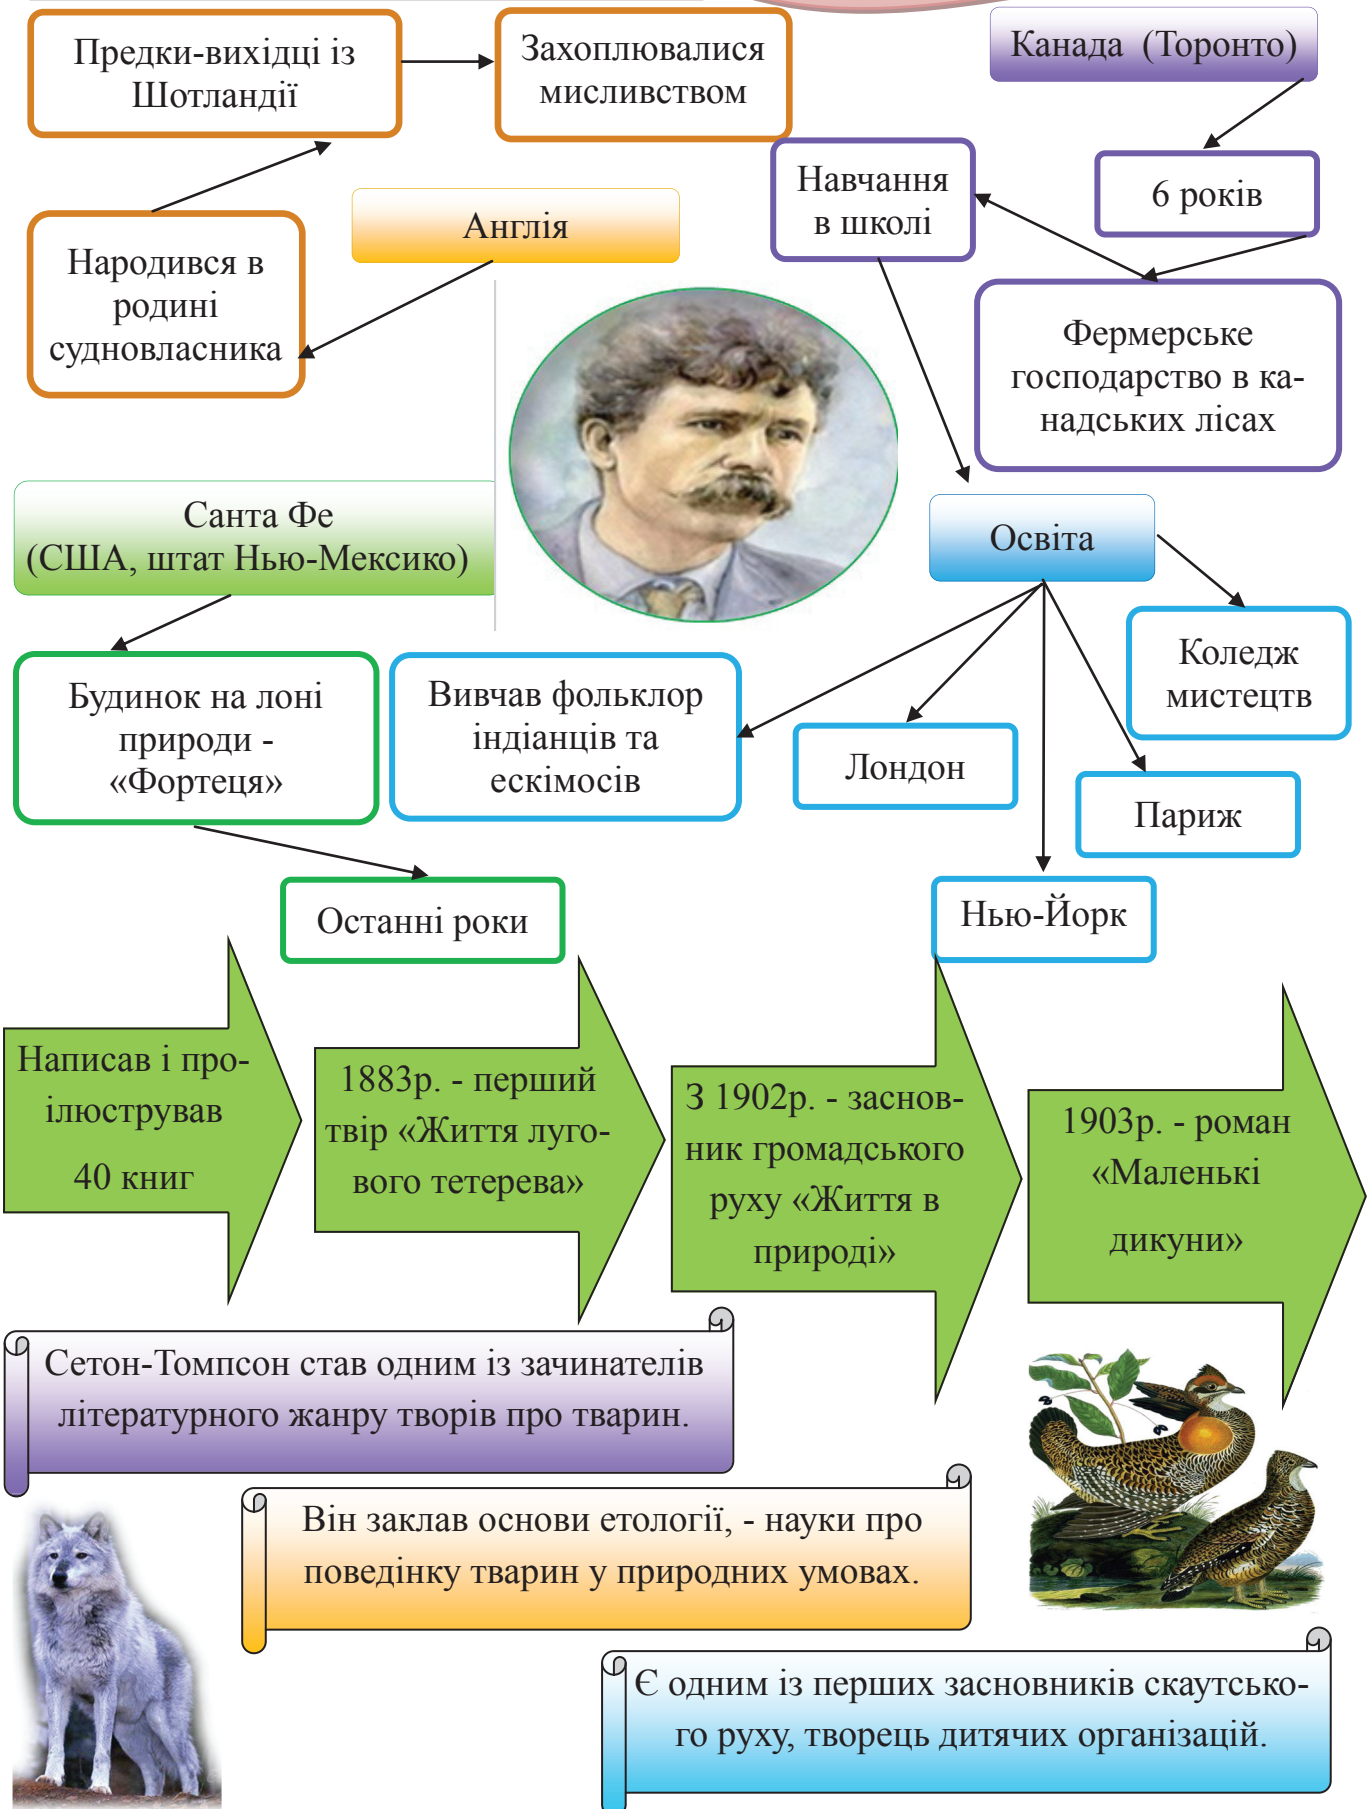 Предки-вихідці із
Шотландії
Захоплювалися
мисливством
Канада (Торонто)
Навчання
в школі
6 років
Англія
Народився в
родині
судновласника
Фермерське
господарство в ка-
надських лісах
Санта Фе
(США, штат Нью-Мексико)
Освіта
Коледж
мистецтв
Будинок на лоні
природи -
«Фортеця»
Вивчав фольклор
індіанців та
ескімосів
Лондон
Париж
Останні роки
Нью-Йорк
Написав і про-
ілюстрував
40 книг
1883р. - перший
твір «Життя луго-
вого тетерева»
З 1902р. - заснов-
ник громадського
руху «Життя в
природі»
1903р. - роман
«Маленькі
дикуни»
Сетон-Томпсон став одним із зачинателів
літературного жанру творів про тварин.
Він заклав основи етології, - науки про
поведінку тварин у природних умовах.
Є одним із перших засновників скаутсько-
го руху, творець дитячих організацій.